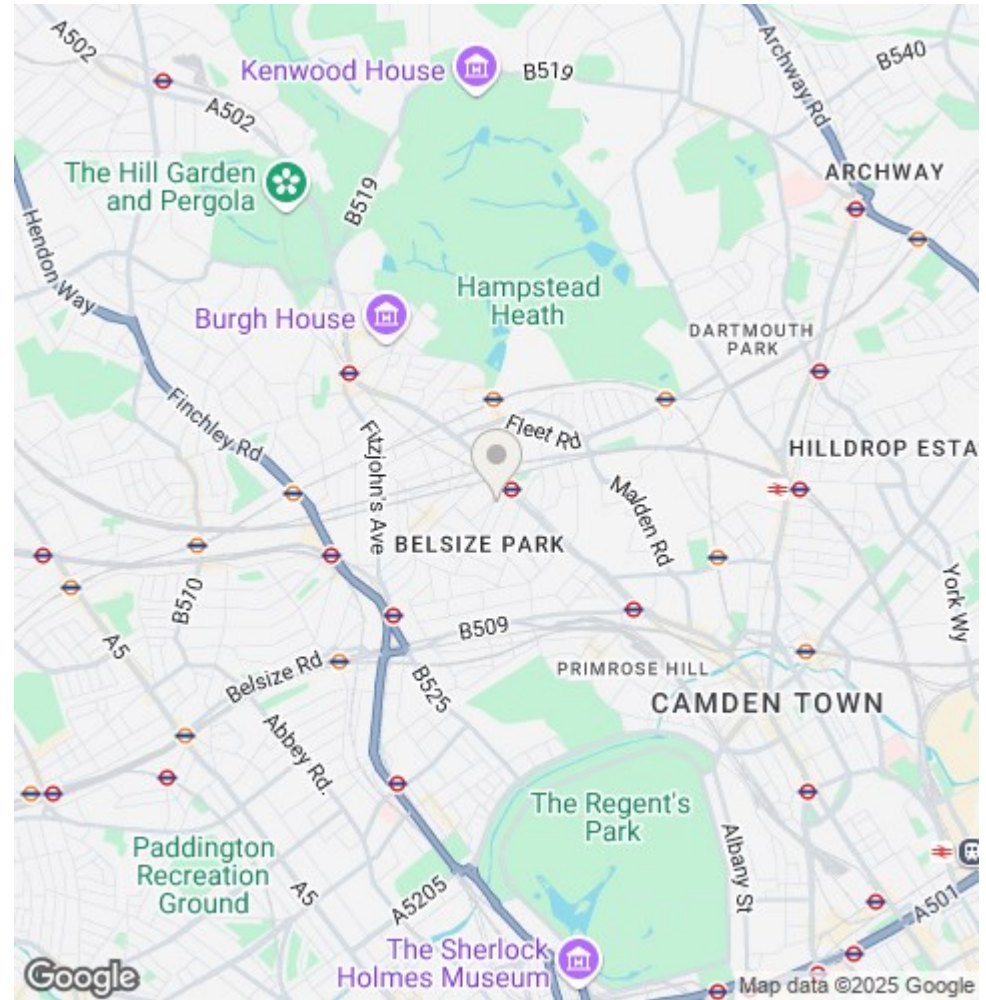 A502
Kenwood House
B519
Archway Rd
B540
A502
The Hill Garden
and Pergola
B519
ARCHWAY
Hendon Way
Hampstead
Heath
Burgh House
DARTMOUTH
PARK
Finchley Rd
Fitzjohn's Ave
Fleet Rd
HILLDROP ESTA
Malden Rd
BELSIZE PARK
B570
York Wy
A5
B509
Belsize Rd
B525
PRIMROSE HILL
CAMDEN TOWN
Abbey Rd.
The Regent's
Park
Albany St
Paddington
Recreation
Ground
A5
A5205
A501
The Sherlock
Holmes Museum
Google
Map data ©2025 Google